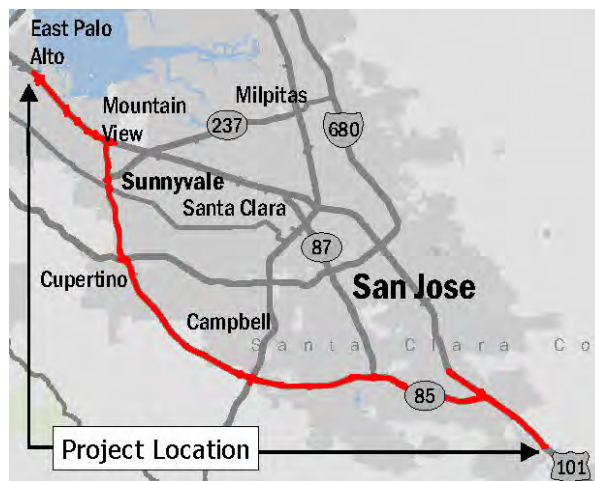 East Palo
Alto
Mountain
View
Milpitas
237
680
Sunnyvale
Santa Clara
87
San Jose
Cupertino
Campbell
Santa Clara Co
85
Project Location
101